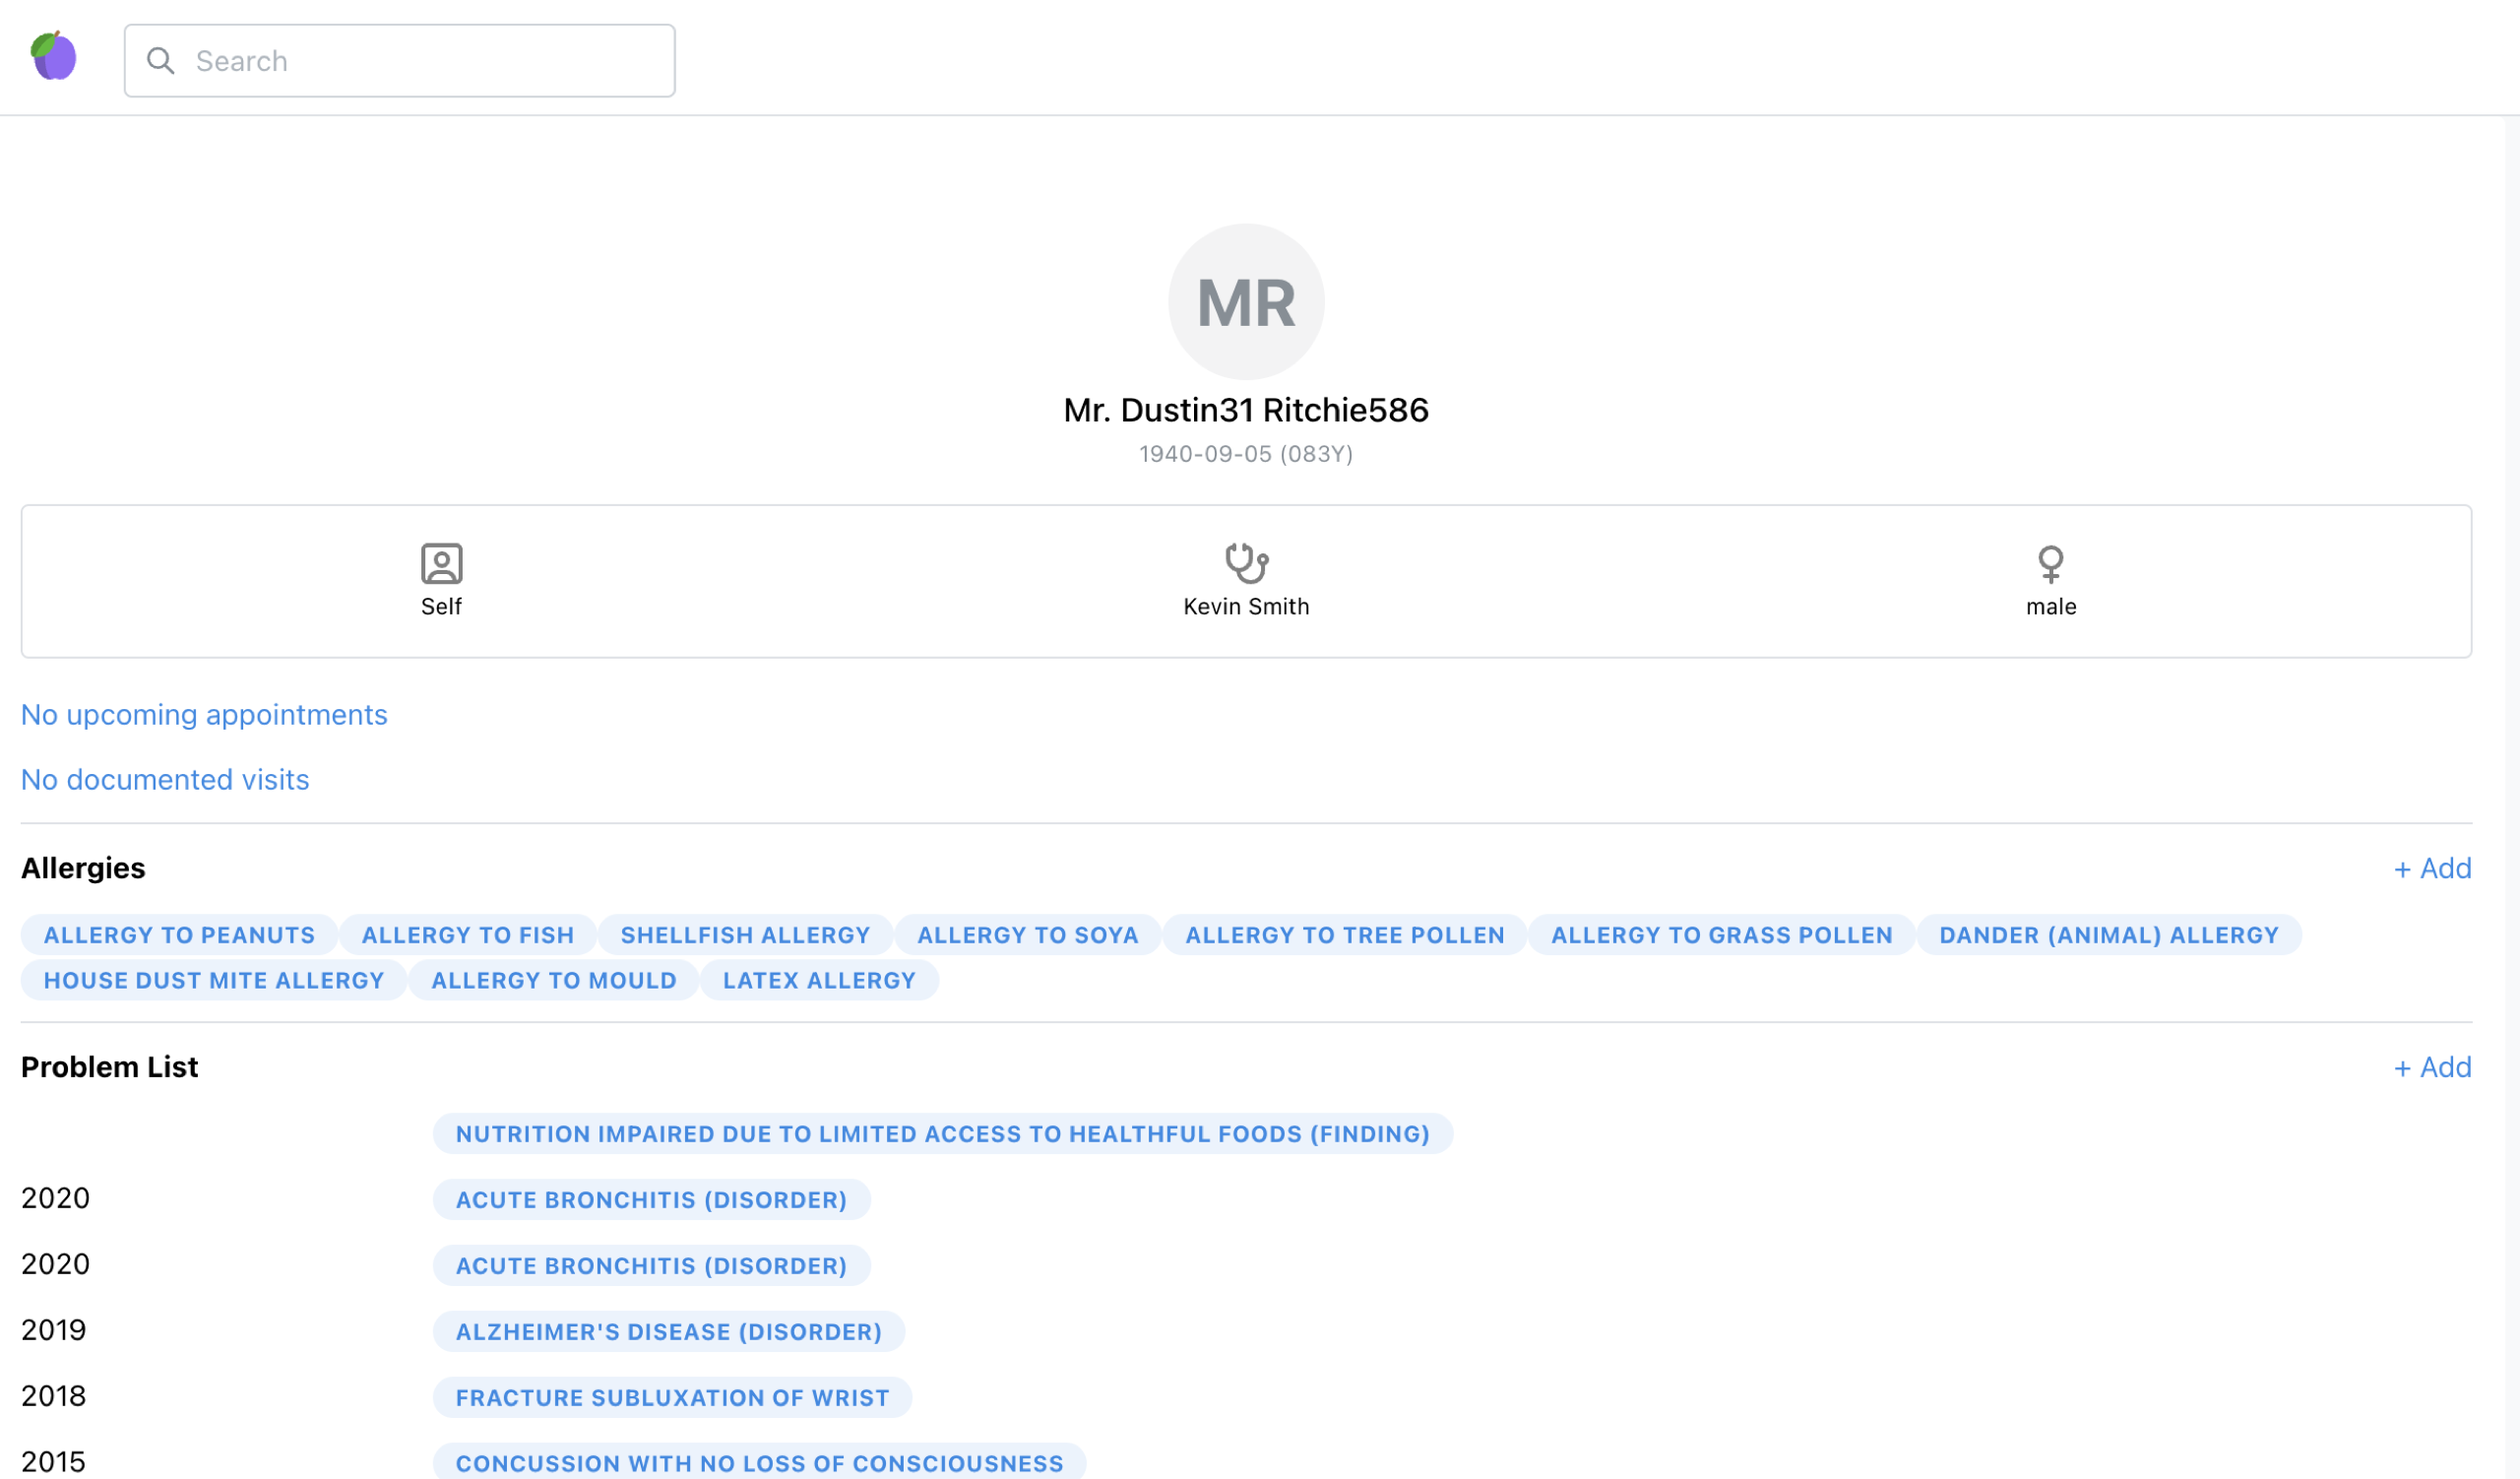 Search
MR
Mr. Dustin31 Ritchie586
1940-09-05 (083Y)
Self
Kevin Smith
male
No upcoming appointments
No documented visits
Allergies
+ Add
ALLERGY TO PEANUTS ALLERGY TO FISH SHELLFISH ALLERGY ALLERGY TO SOYA ALLERGY TO TREE POLLEN ALLERGY TO GRASS POLLEN DANDER (ANIMAL) ALLERGY
HOUSE DUST MITE ALLERGY ALLERGY TO MOULD LATEX ALLERGY
Problem List
+ Add
NUTRITION IMPAIRED DUE TO LIMITED ACCESS TO HEALTHFUL FOODS (FINDING)
2020 ACUTE BRONCHITIS (DISORDER)
2020 ACUTE BRONCHITIS (DISORDER)
2019 ALZHEIMER'S DISEASE (DISORDER)
2018 FRACTURE SUBLUXATION OF WRIST
2015 CONCUSSION WITH NO LOSS OF CONSCIOUSNESS